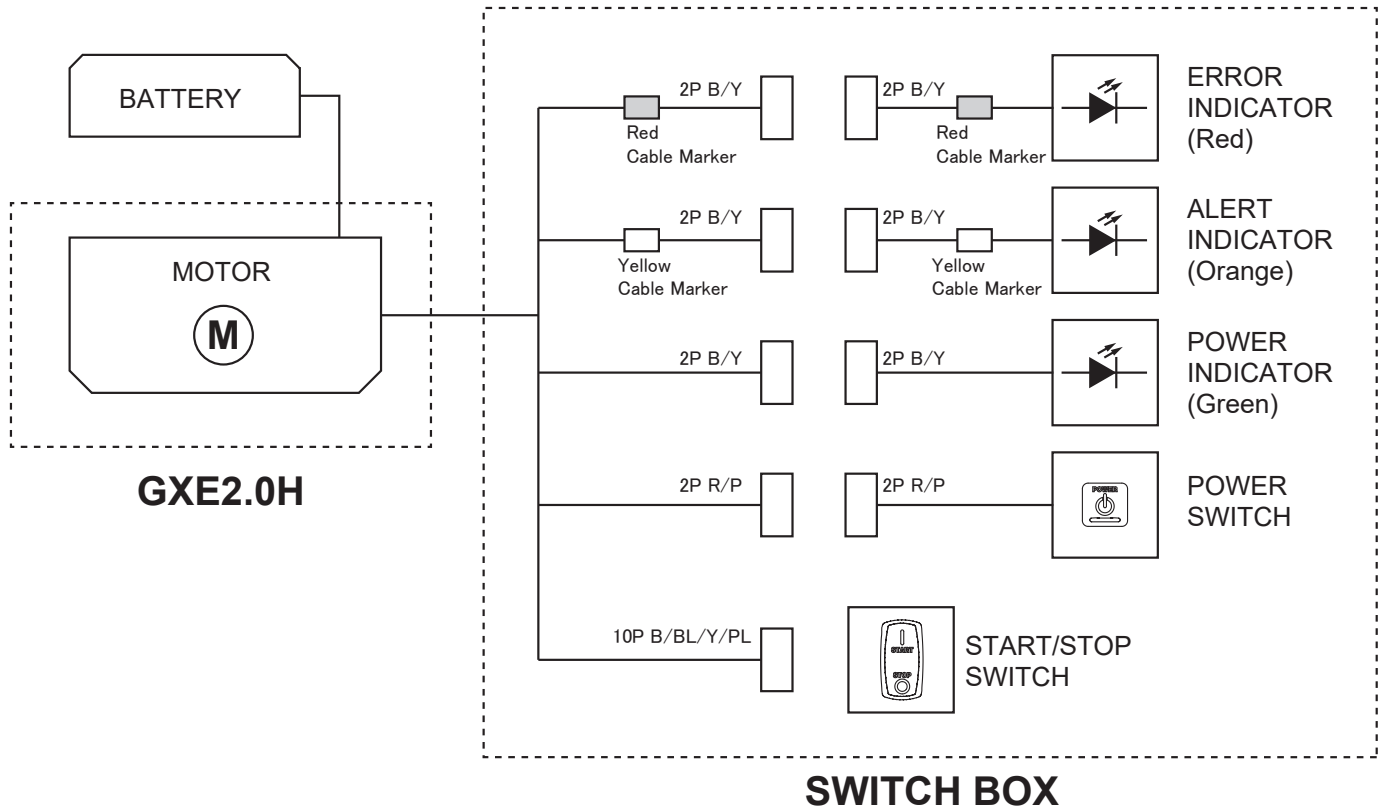 BATTERY
MOTOR
M
GXE2.0H
2P B/Y
Red
Cable Marker
2P B/Y
Red
Cable Marker
ERROR
INDICATOR
(Red)
2P B/Y
Yellow
Cable Marker
2P B/Y
Yellow
Cable Marker
ALERT
INDICATOR
(Orange)
2P B/Y
2P B/Y
POWER
INDICATOR
(Green)
2P R/P
2P R/P
POWER
POWER
SWITCH
10P B/BL/Y/PL
START
STOP
START/STOP
SWITCH
SWITCH BOX